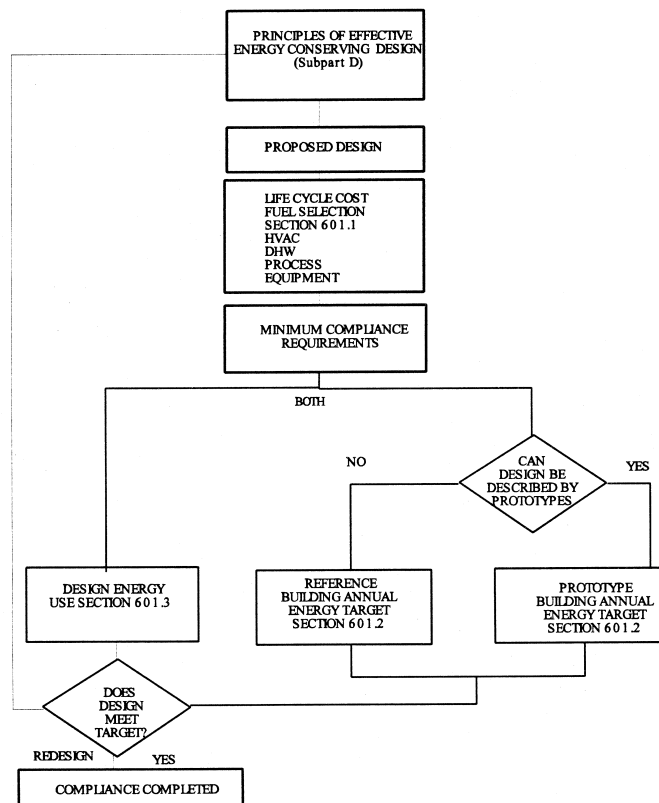 PRINCIPLES OF EFFECTIVE
ENERGY CONSERVING DESIGN
(Subpart D)
PROPOSED DESIGN
LIFE CYCLE COST
FUEL SELECTION
SECTION 601.1
HVAC
DHW
PROCESS
EQUIPMENT
MINIMUM COMPLIANCE
REQUIREMENTS
BOTH
CAN
DESIGN BE
DESCRIBED BY
PROTOTYPES
NO
YES
DESIGN ENERGY
USE SECTION 601.3
REFERENCE
BUILDING ANNUAL
ENERGY TARGET
SECTION 601.2
PROTOTYPE
BUILDING ANNUAL
ENERGY TARGET
SECTION 601.2
DOES
DESIGN
MEET
TARGET?
REDESIGN
YES
COMPLIANCE COMPLETED